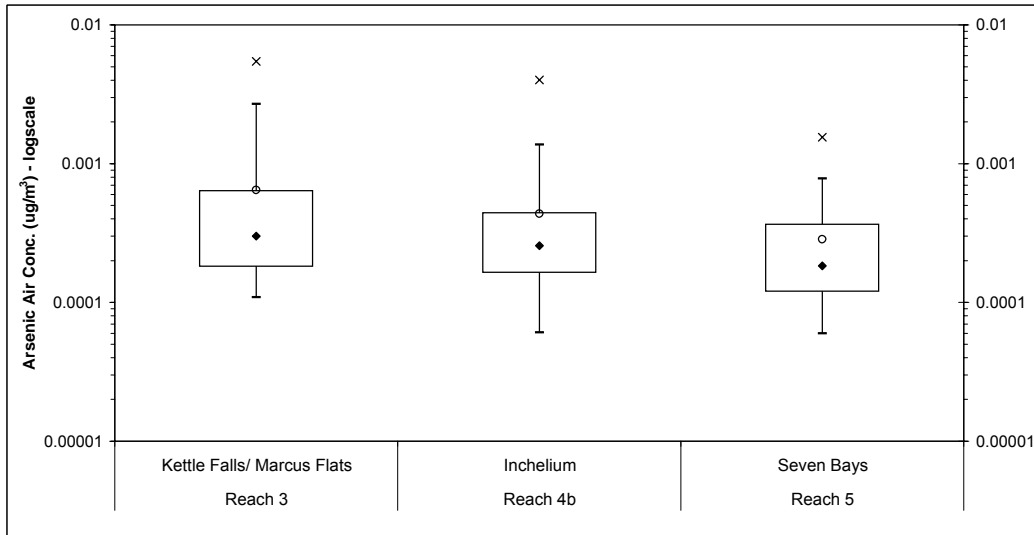 0.01
0.001
0.0001
0.00001
Arsenic Air Conc. (ug/m³) - logscale
0.01
0.001
0.0001
0.00001
Kettle Falls/ Marcus Flats
Inchelium
Seven Bays
Reach 3
Reach 4b
Reach 5